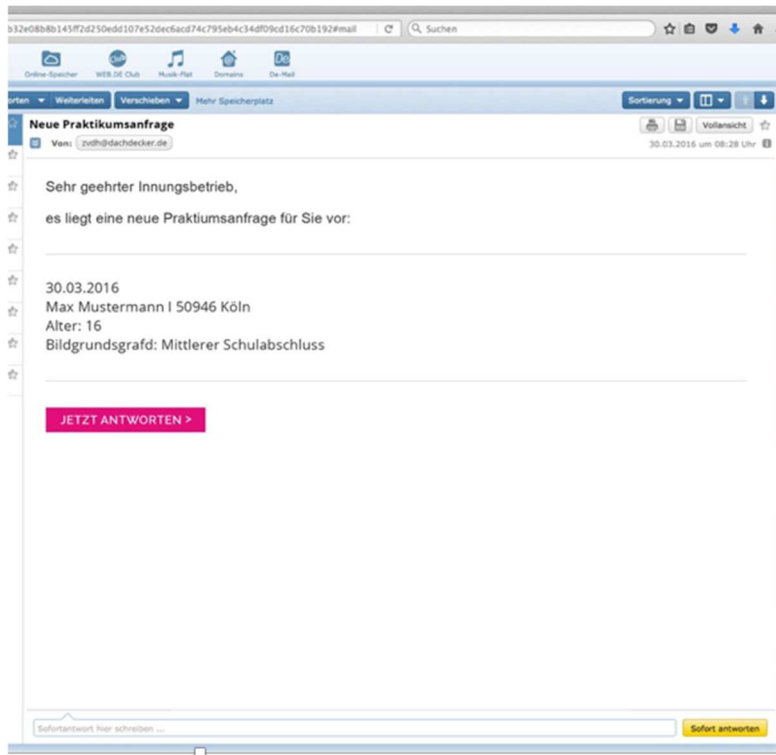 b32e08b8b145ff2d250edd107e52dec6acd74c795eb4c34df09cd16c70b192#mail
Suchen
Online-Speicher WEB.DE Club Musik-Flat Domains De-Mail
orten Weiterleiten Verschieben Mehr Speicherplatz Sortierung
Neue Praktikumsanfrage Vollansicht
Von: zvdh@dachdecker.de 30.03.2016 um 08:28 Uhr
Sehr geehrter Innungsbetrieb,
es liegt eine neue Praktiumsanfrage für Sie vor:
30.03.2016
Max Mustermann I 50946 Köln
Alter: 16
Bildgrundsgrafd: Mittlerer Schulabschluss
JETZT ANTWORTEN >
Sofortantwort hier schreiben ... Sofort antworten